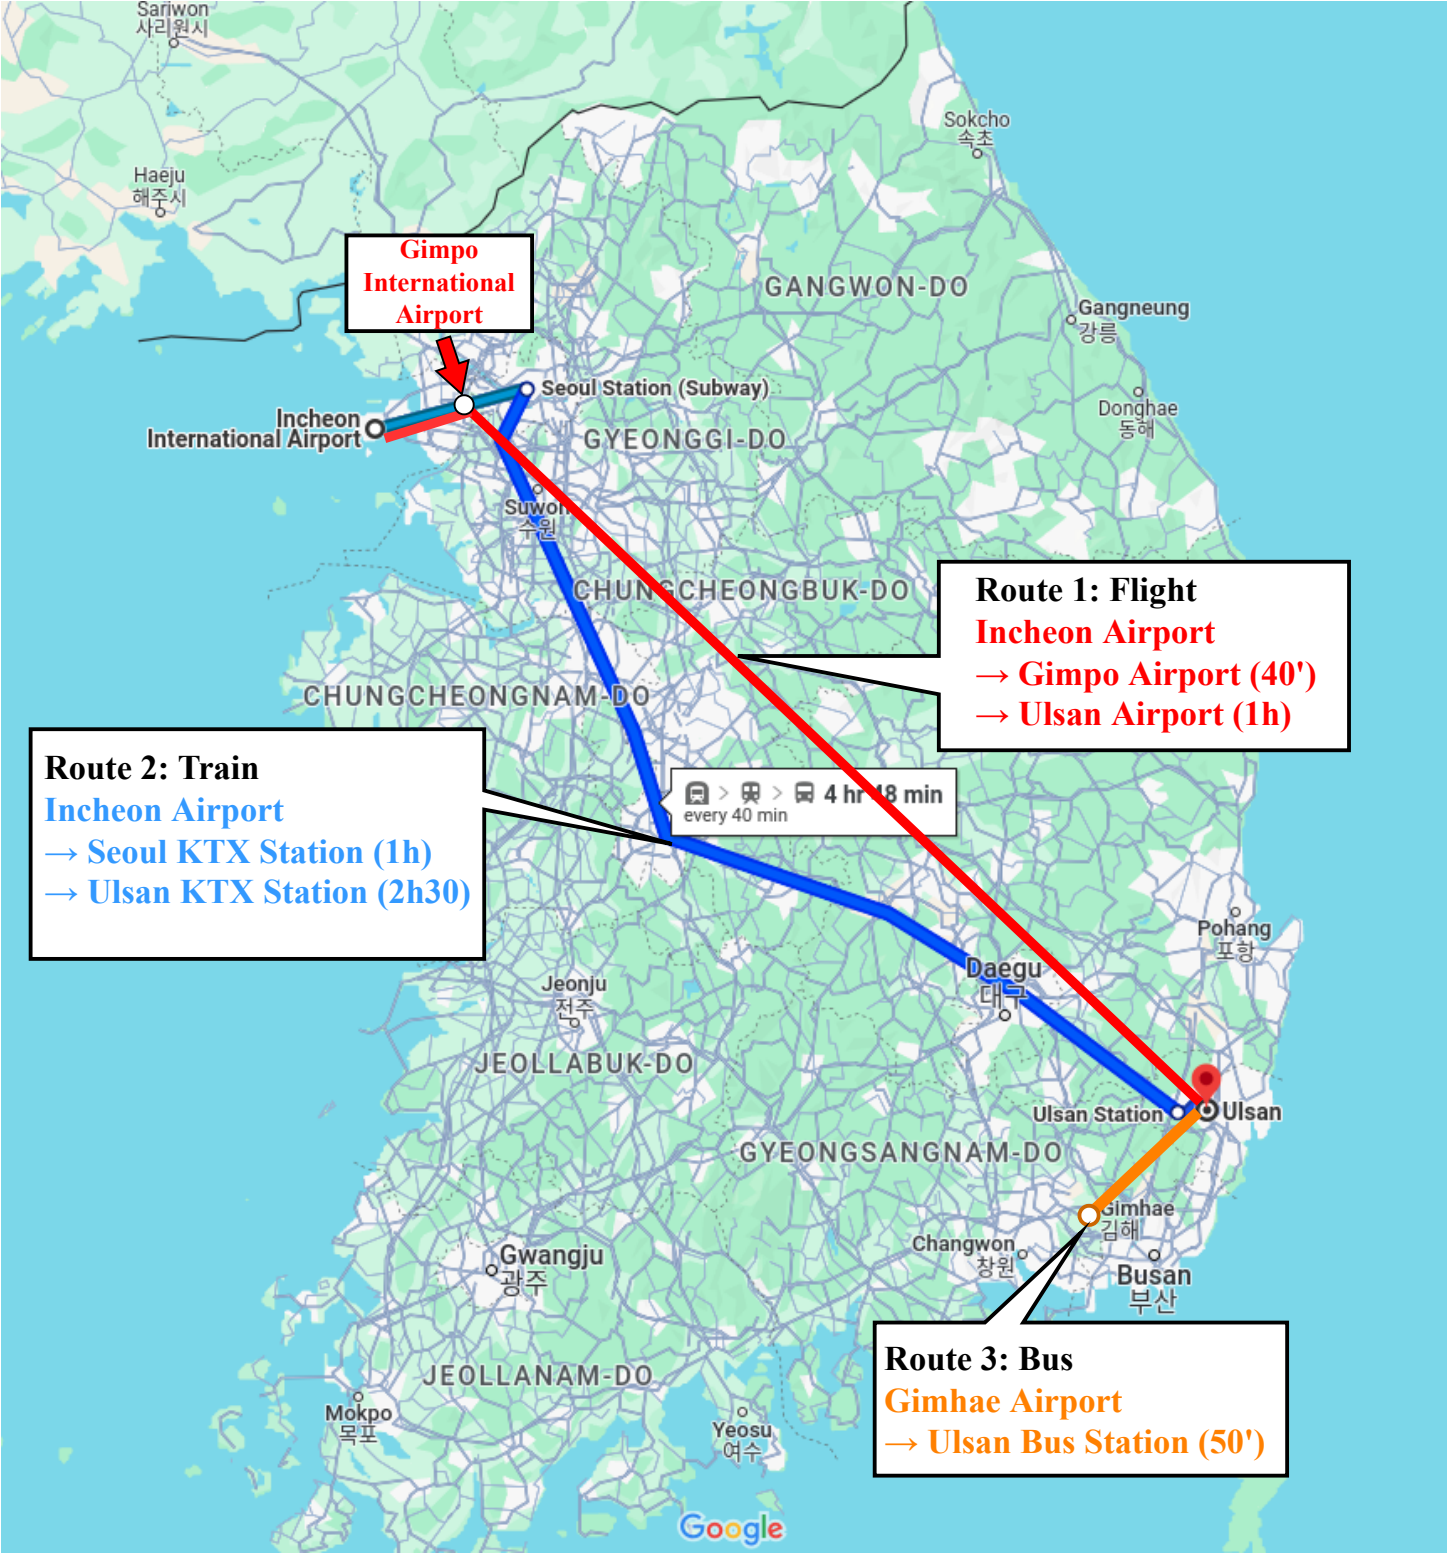 Sariwon
사리원시
Sokcho
속초
Haeju
해주시
Gimpo
International
Airport
GANGWON-DO
Gangneung
강릉
Seoul Station (Subway)
Incheon
International Airport
Donghae
동해
GYEONGGI-DO
Suwon
수원
CHUNGCHEONGBUK-DO
Route 1: Flight
Incheon Airport
→ Gimpo Airport (40')
→ Ulsan Airport (1h)
CHUNGCHEONGNAM-DO
Route 2: Train
Incheon Airport
→ Seoul KTX Station (1h)
→ Ulsan KTX Station (2h30)
4 hr 48 min
every 40 min
Pohang
포항
Daegu
대구
Jeonju
전주
JEOLLABUK-DO
Ulsan Station
Ulsan
GYEONGSANGNAM-DO
Gimhae
김해
Changwon
창원
Busan
부산
Gwangju
광주
Route 3: Bus
Gimhae Airport
→ Ulsan Bus Station (50')
JEOLLANAM-DO
Mokpo
목포
Yeosu
여수
Google